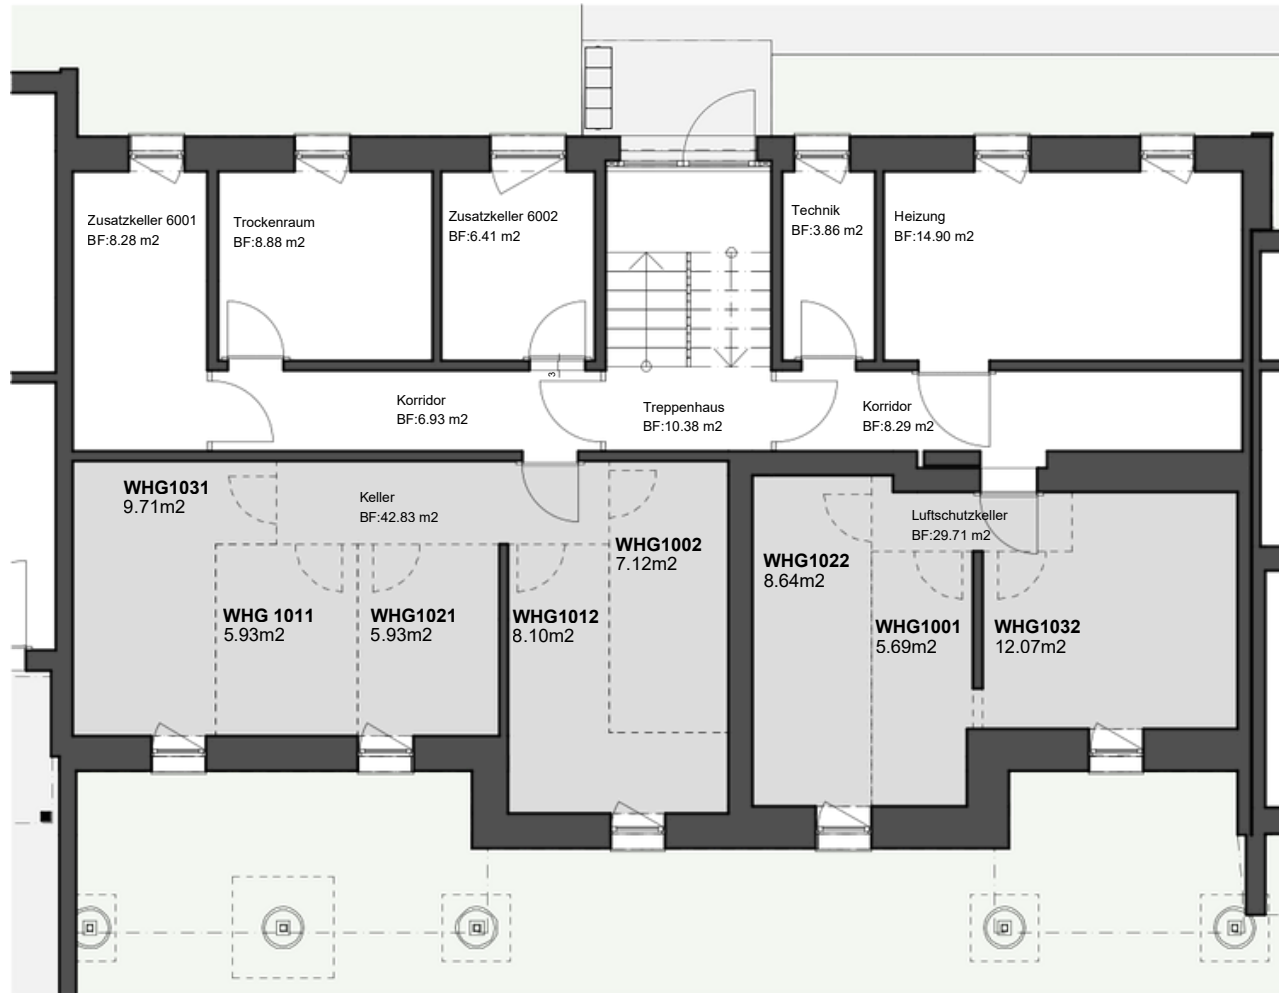 Zusatzkeller 6001
BF:8.28 m2
Trockenraum
BF:8.88 m2
Zusatzkeller 6002
BF:6.41 m2
Technik
BF:3.86 m2
Heizung
BF:14.90 m2
3
Korridor
BF:6.93 m2
Treppenhaus
BF:10.38 m2
Korridor
BF:8.29 m2
WHG1031
9.71m2
Keller
BF:42.83 m2
Luftschutzkeller
BF:29.71 m2
WHG1002
7.12m2
WHG1022
8.64m2
WHG 1011
5.93m2
WHG1021
5.93m2
WHG1012
8.10m2
WHG1001
5.69m2
WHG1032
12.07m2